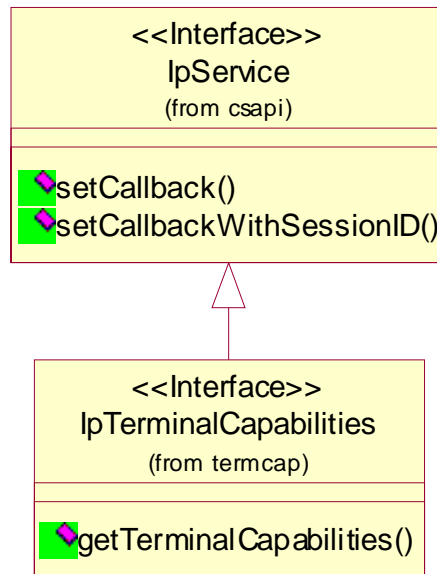 <<Interface>>
IpService
(from csapi)
setCallback()
setCallbackWithSessionID()
<<Interface>>
IpTerminalCapabilities
(from termcap)
getTerminalCapabilities()